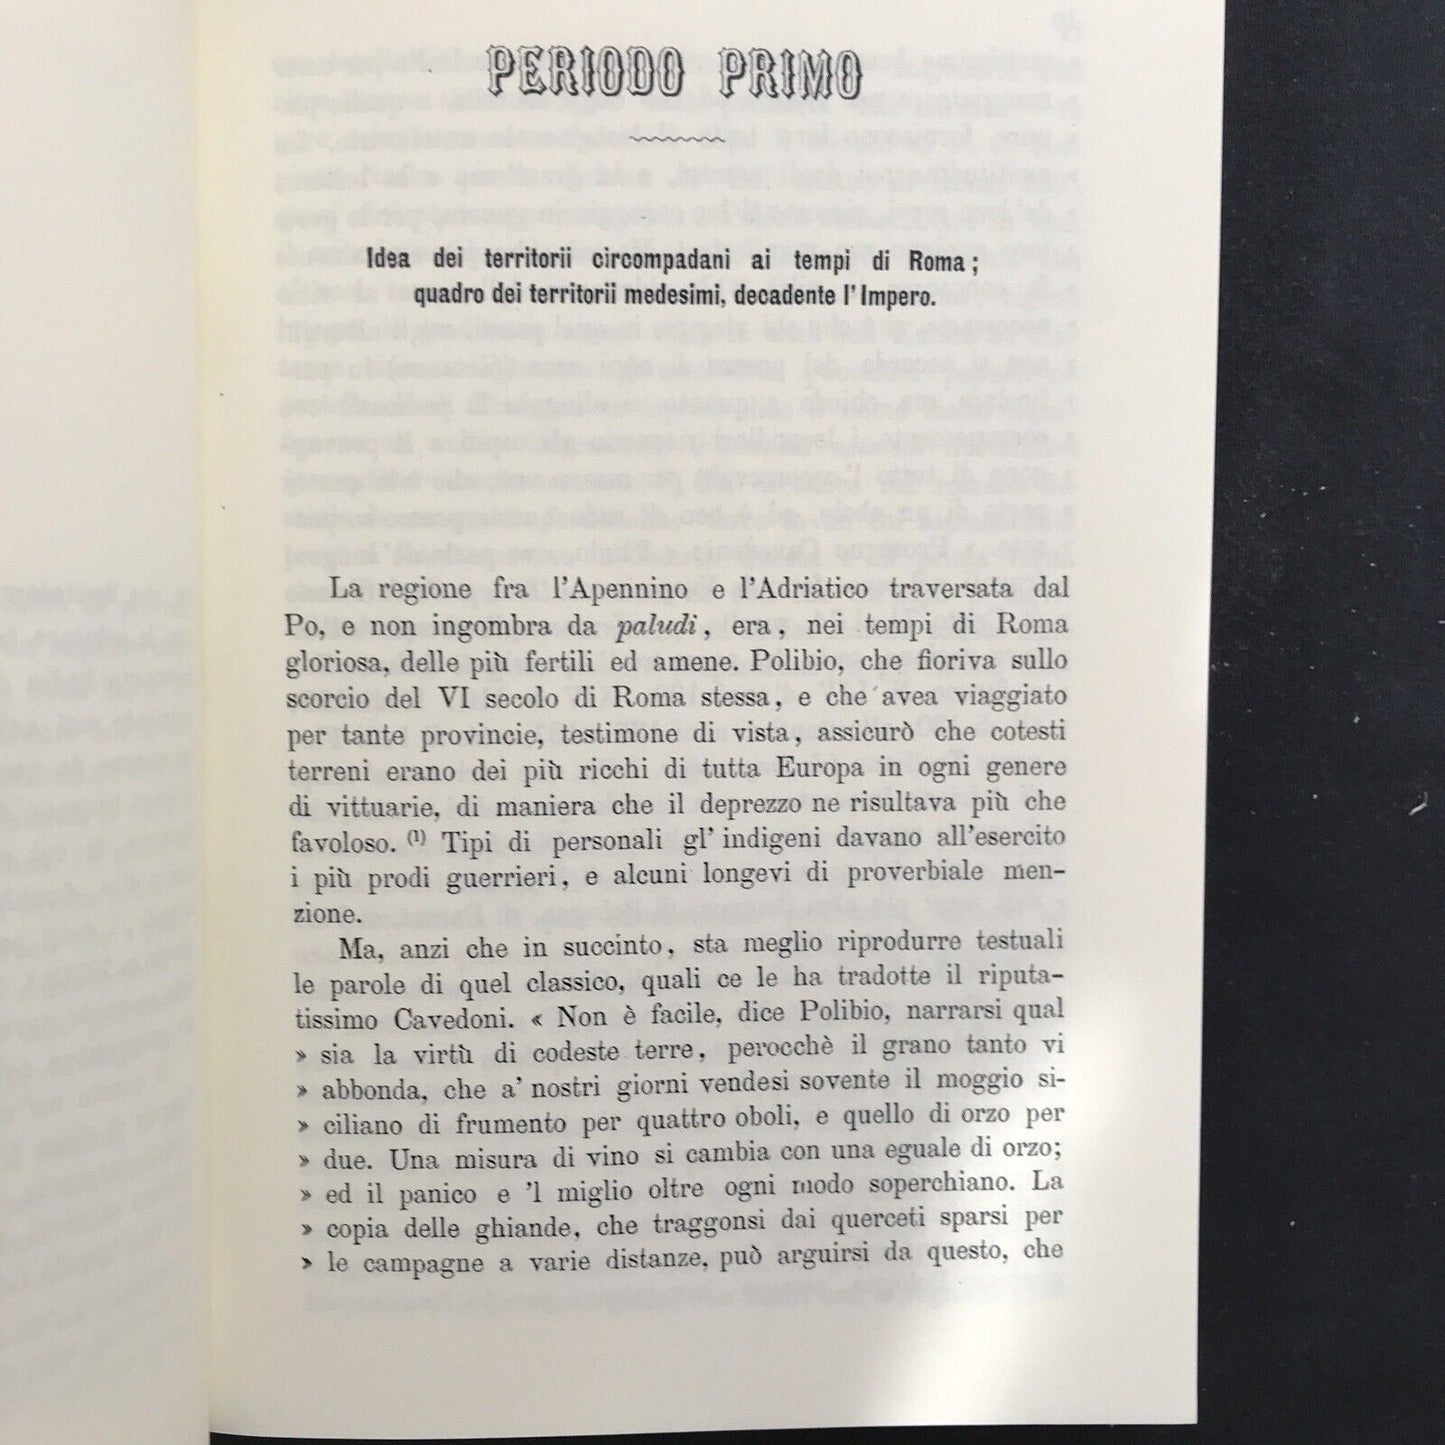 PERIODO PRIMO
Idea dei territorii circompadani ai tempi di Roma;
quadro dei territorii medesimi, decadente l'Impero.
La regione fra l'Apennino e l'Adriatico traversata dal
Po, e non ingombra da paludi, era, nei tempi di Roma
gloriosa, delle più fertili ed amene. Polibio, che fioriva sullo
scorcio del VI secolo di Roma stessa, e che avea viaggiato
per tante provincie, testimone di vista, assicurò che cotesti
terreni erano dei più ricchi di tutta Europa in ogni genere
di vittuarie, di maniera che il deprezzo ne risultava più che
favoloso. (1) Tipi di personali gl' indigeni davano all'esercito
i più prodi guerrieri, e alcuni longevi di proverbiale men-
zione.
Ma, anzi che in succinto, sta meglio riprodurre testuali
le parole di quel classico, quali ce le ha tradotte il riputa-
tissimo Cavedoni. « Non è facile, dice Polibio, narrarsi qual
» sia la virtù di codeste terre, perocchè il grano tanto vi
» abbonda, che a' nostri giorni vendesi sovente il moggio si-
» ciliano di frumento per quattro oboli, e quello di orzo per
» due. Una misura di vino si cambia con una eguale di orzo;
» ed il panico e 'l miglio oltre ogni modo soperchiano. La
» copia delle ghiande, che traggonsi dai querceti sparsi per
» le campagne a varie distanze, può arguirsi da questo, che